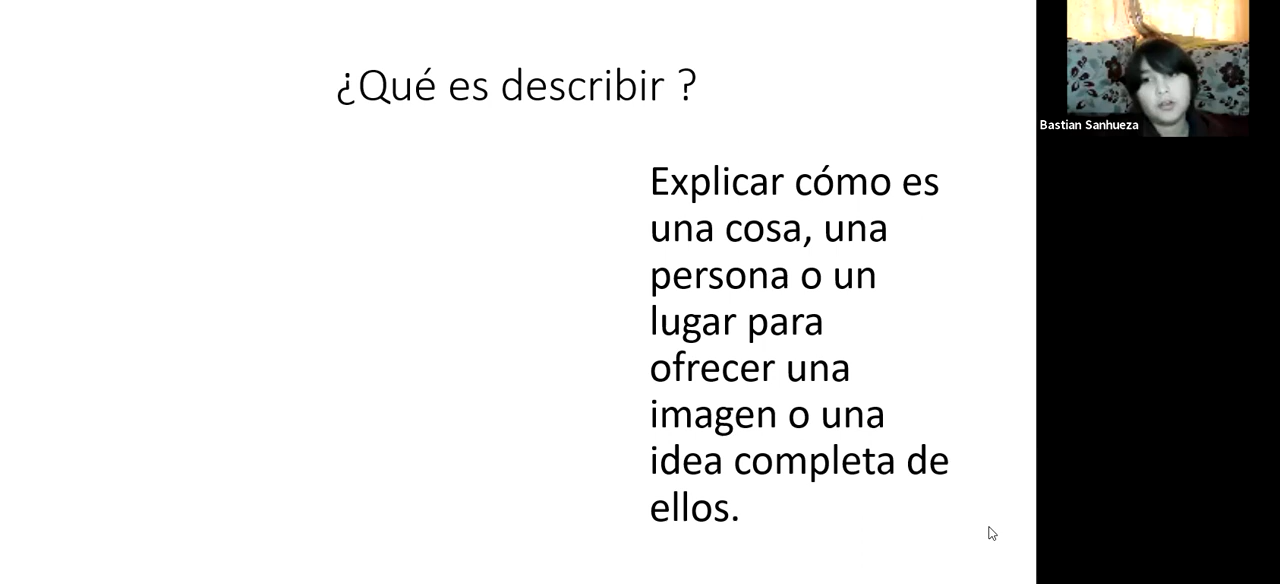 ¿Qué es describir ?
Explicar cómo es
una cosa, una
persona o un
lugar para
ofrecer una
imagen o una
idea completa de
ellos.
Bastian Sanhueza